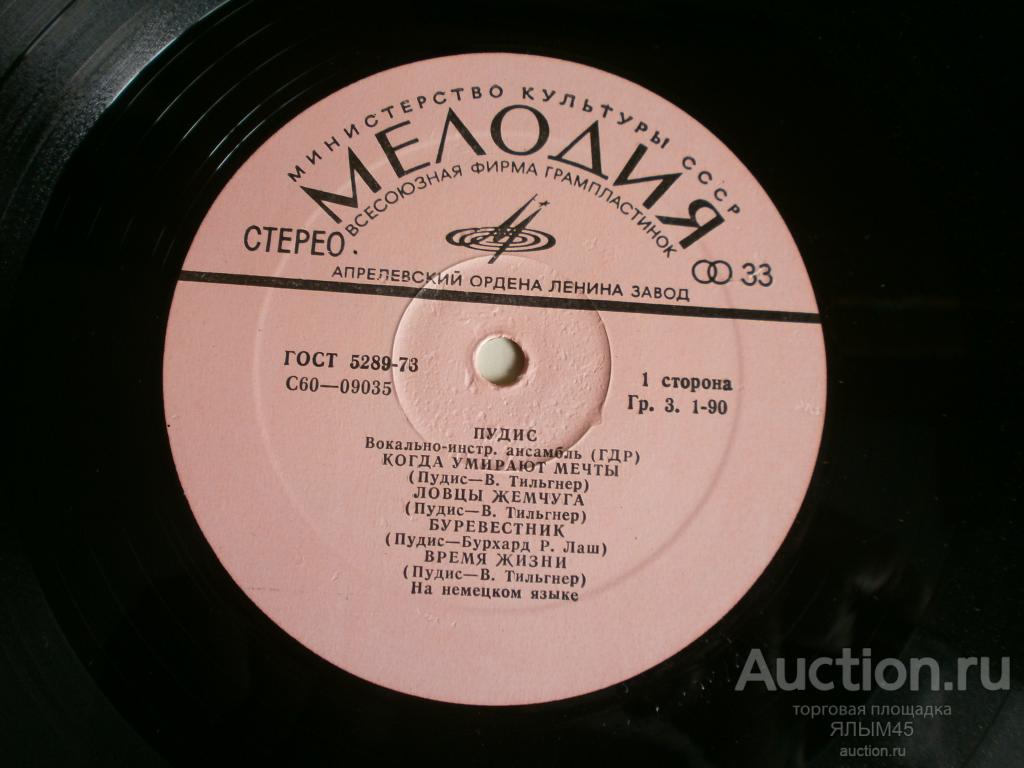 МИНИСТЕРСТВО КУЛЬТУРЫ СССР
МЕЛОДИЯ
ВСЕСОЮЗНАЯ ФИРМА ГРАМПЛАСТИНОК
СТЕРЕО
33
АПРЕЛЕВСКИЙ ОРДЕНА ЛЕНИНА ЗАВОД
ГОСТ 5289-73
С60—09035
1 сторона
Гр. 3. 1-90
ПУДИС
Вокально-инстр. ансамбль (ГДР)
КОГДА УМИРАЮТ МЕЧТЫ
(Пудис—В. Тильгнер)
ЛОВЦЫ ЖЕМЧУГА
(Пудис—В. Тильгнер)
БУРЕВЕСТНИК
(Пудис—Бурхард Р. Лаш)
ВРЕМЯ ЖИЗНИ
(Пудис—В. Тильгнер)
На немецком языке
Auction.ru
торговая площадка
ЯЛЫМ45
auction.ru